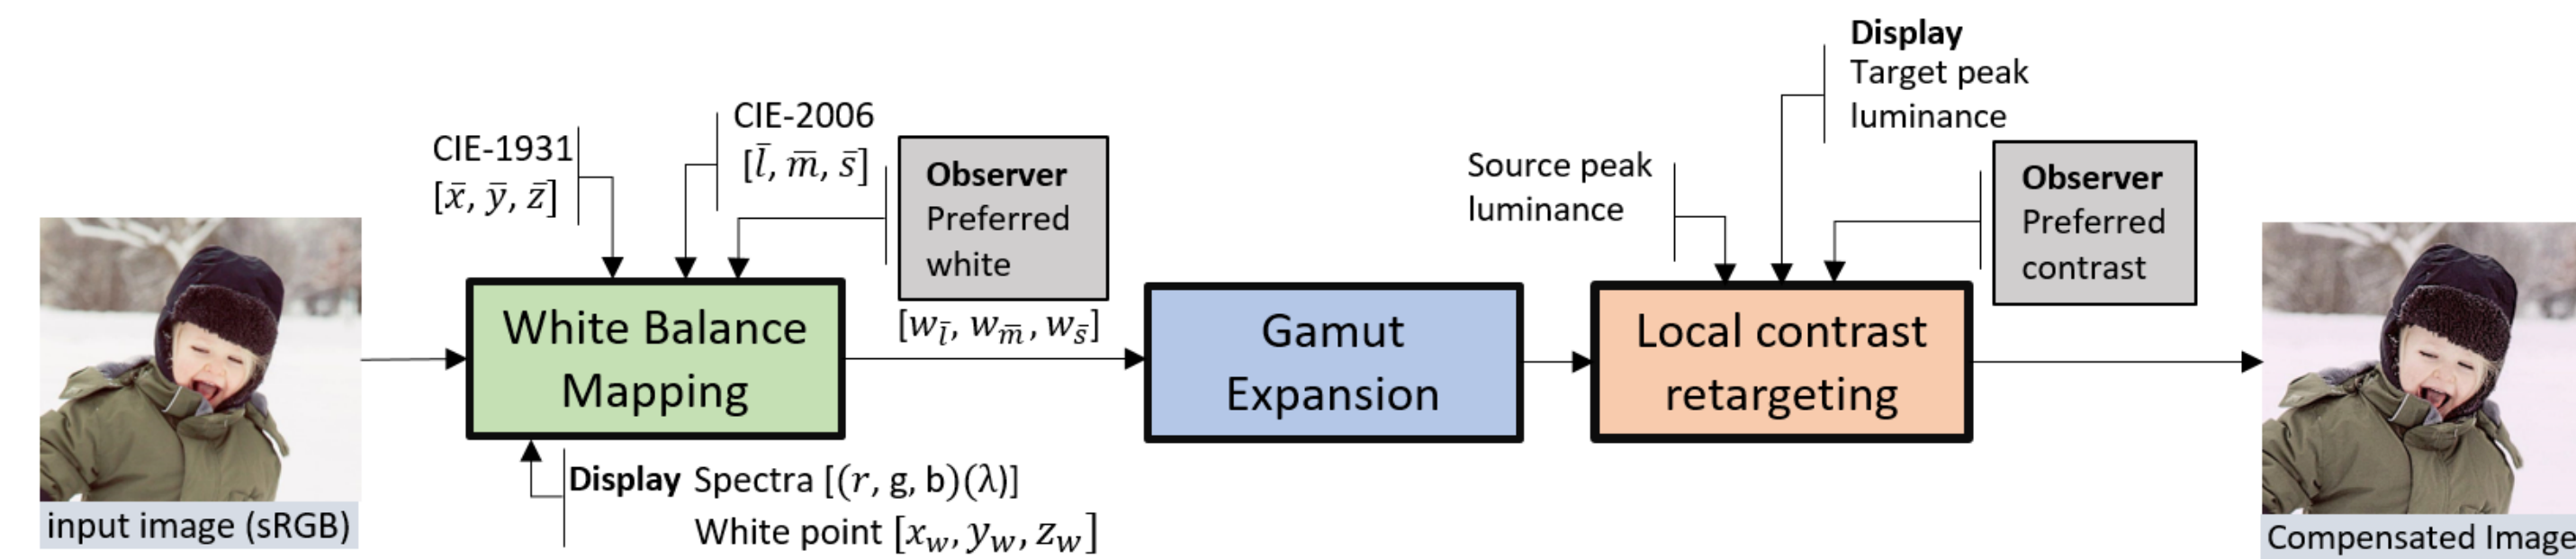 input image (sRGB)
CIE-1931
[x̄, ȳ, z̄]
CIE-2006
[l̄, m̄, s̄]
Observer
Preferred
white
White Balance
Mapping
[w_l̄, w_m̄, w_s̄]
Display Spectra [(r, g, b)(λ)]
White point [x_w, y_w, z_w]
Gamut
Expansion
Source peak
luminance
Display
Target peak
luminance
Observer
Preferred
contrast
Local contrast
retargeting
Compensated Image